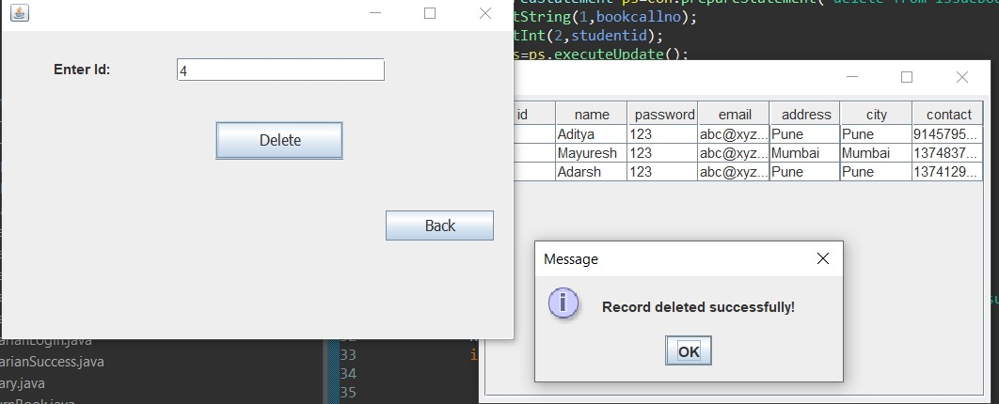 tString(1,bookcallno);
tInt(2,studentid);
s=ps.executeUpdate();
Enter Id:
4
Delete
Back
id name password email address city contact
Aditya 123 abc@xyz... Pune Pune 9145795...
Mayuresh 123 abc@xyz... Mumbai Mumbai 1374837...
Adarsh 123 abc@xyz... Pune Pune 1374129...
Message
Record deleted successfully!
OK
arianSuccess.java
ary.java
33
34
35